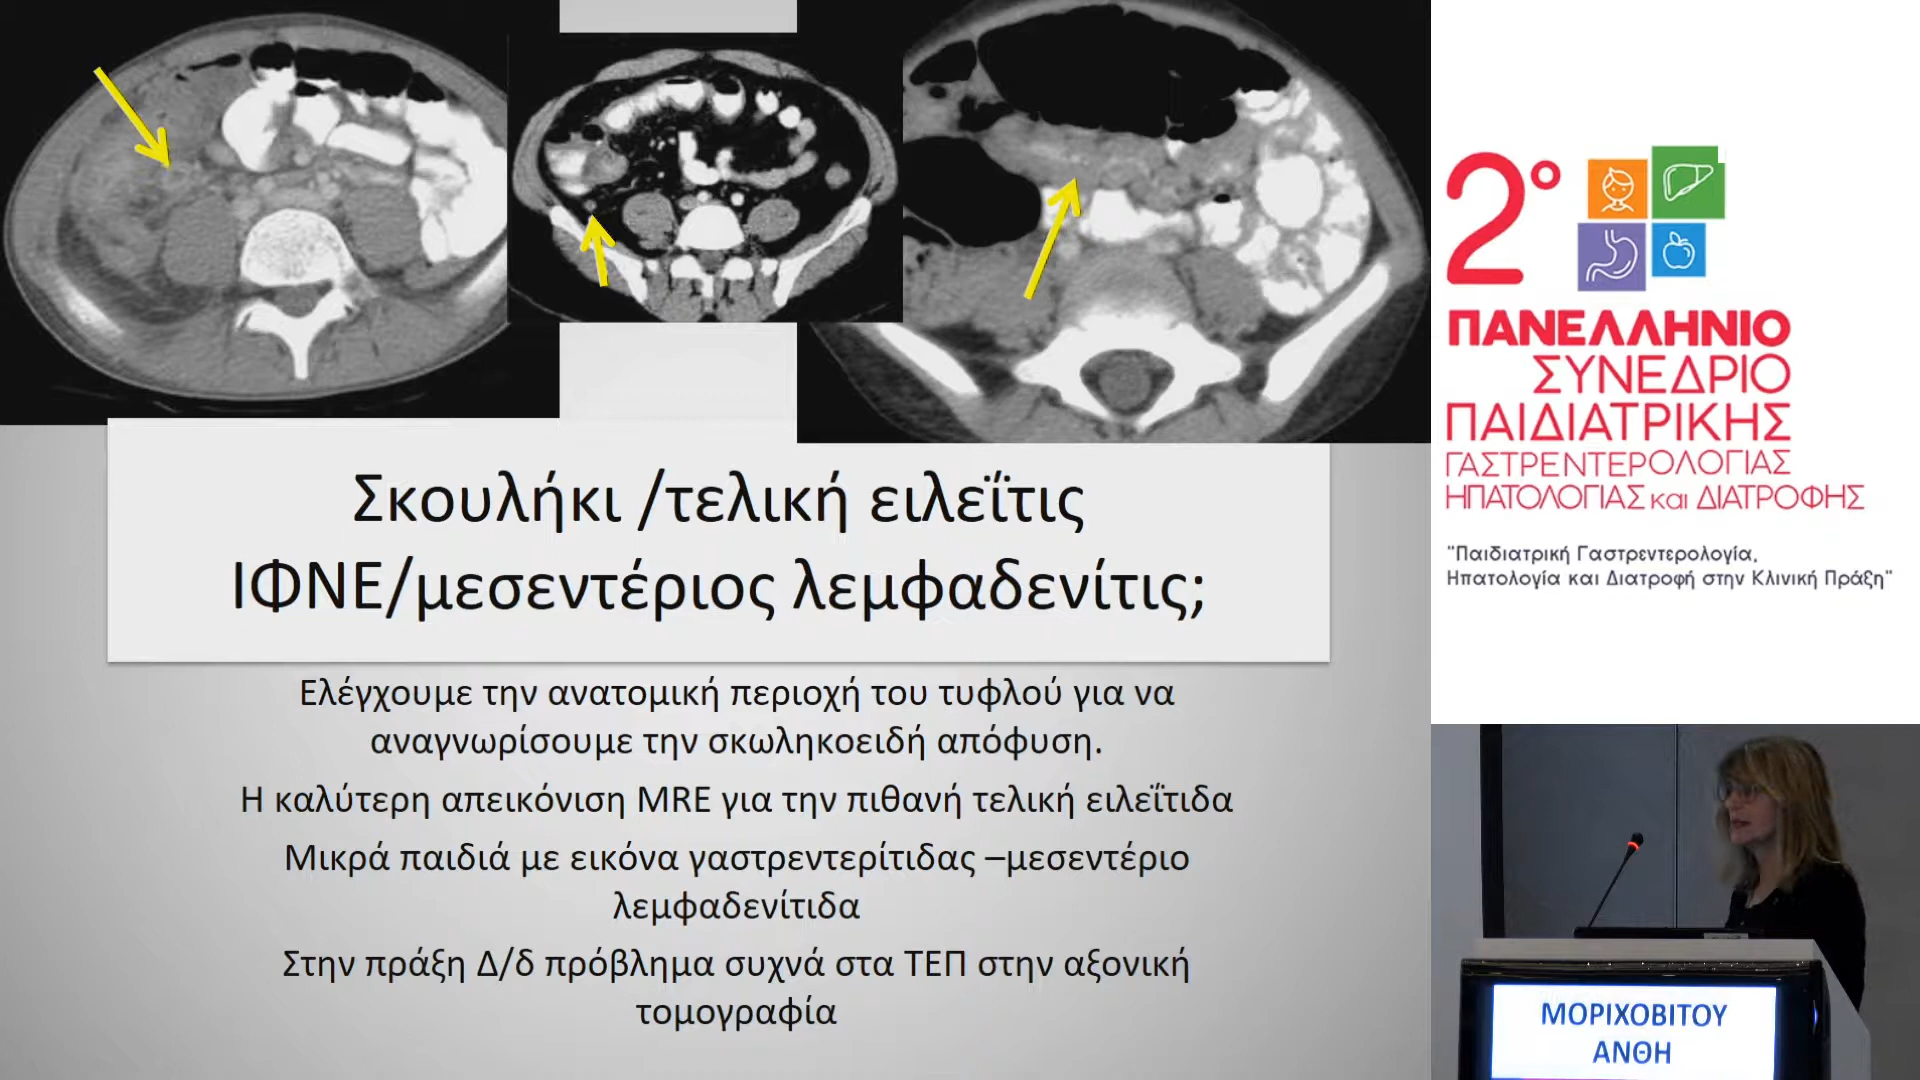 Σκουλήκι /τελική ειλεΐτις
ΙΦΝΕ/μεσεντέριος λεμφαδενίτις;
Ελέγχουμε την ανατομική περιοχή του τυφλού για να
αναγνωρίσουμε την σκωληκοειδή απόφυση.
Η καλύτερη απεικόνιση MRE για την πιθανή τελική ειλεΐτιδα
Μικρά παιδιά με εικόνα γαστρεντερίτιδας –μεσεντέριο
λεμφαδενίτιδα
Στην πράξη Δ/δ πρόβλημα συχνά στα ΤΕΠ στην αξονική
τομογραφία
2°
ΠΑΝΕΛΛΗΝΙΟ
ΣΥΝΕΔΡΙΟ
ΠΑΙΔΙΑΤΡΙΚΗΣ
ΓΑΣΤΡΕΝΤΕΡΟΛΟΓΙΑΣ
ΗΠΑΤΟΛΟΓΙΑΣ και ΔΙΑΤΡΟΦΗΣ
"Παιδιατρική Γαστρεντερολογία,
Ηπατολογία και Διατροφή στην Κλινική Πράξη"
ΜΟΡΙΧΟΒΙΤΟΥ
ΑΝΘΗ